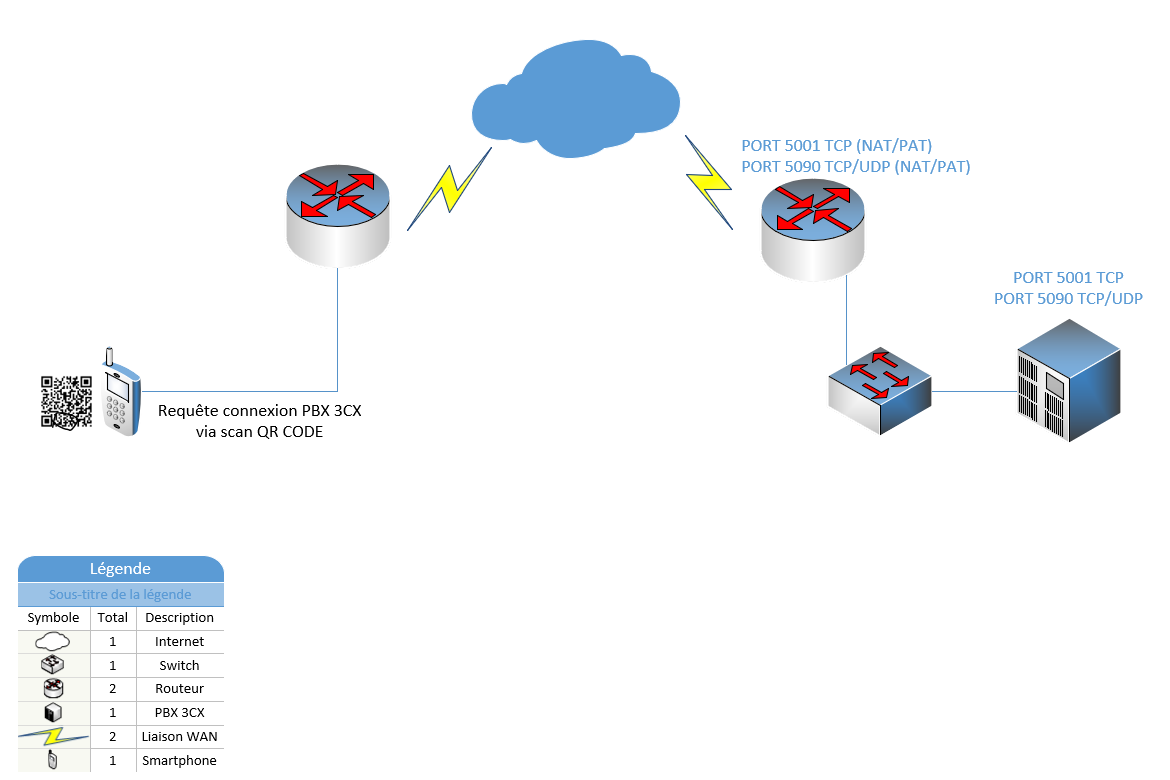 PORT 5001 TCP (NAT/PAT)
PORT 5090 TCP/UDP (NAT/PAT)
PORT 5001 TCP
PORT 5090 TCP/UDP
Requête connexion PBX 3CX
via scan QR CODE
Légende
Sous-titre de la légende
Symbole Total Description
1 Internet
1 Switch
2 Routeur
1 PBX 3CX
2 Liaison WAN
1 Smartphone